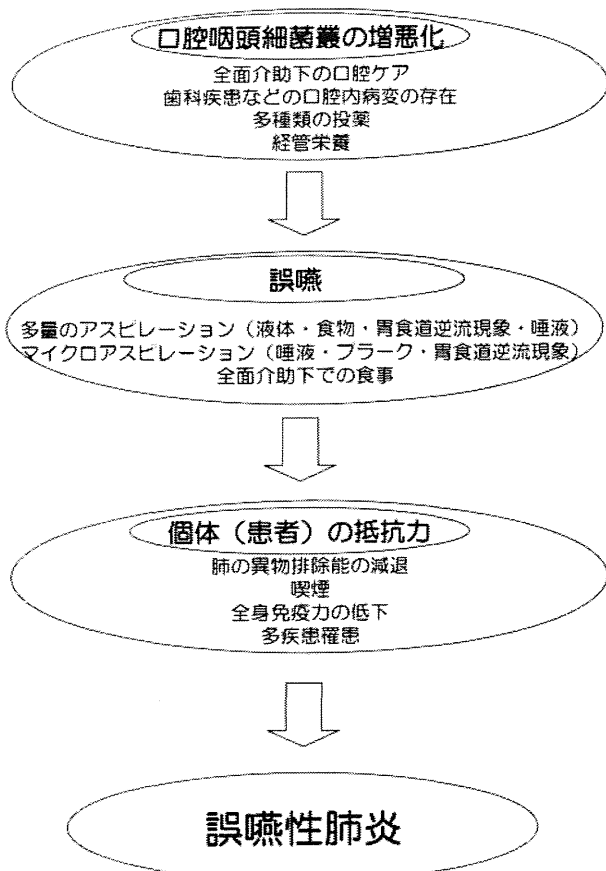 口腔咽頭細菌叢の増悪化
全面介助下の口腔ケア
歯科疾患などの口腔内病変の存在
多種類の投薬
経管栄養
誤嚥
多量のアスピレーション（液体・食物・胃食道逆流現象・唾液）
マイクロアスピレーション（唾液・プラーク・胃食道逆流現象）
全面介助下での食事
個体（患者）の抵抗力
肺の異物排除能の減退
喫煙
全身免疫力の低下
多疾患罹患
誤嚥性肺炎